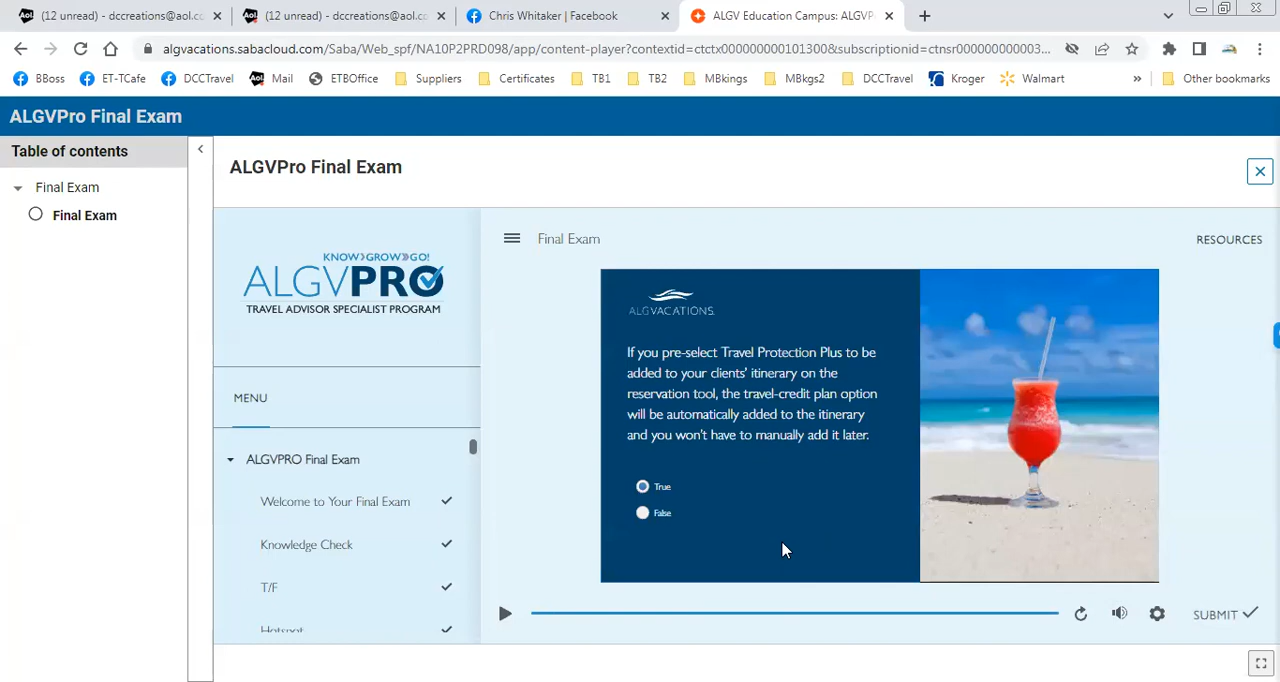 (12 unread) - dccreations@aol.co
(12 unread) - dccreations@aol.co
Chris Whitaker | Facebook
ALGV Education Campus: ALGVP
algvacations.sabacloud.com/Saba/Web_spf/NA10P2PRD098/app/content-player?contextid=ctctx000000000101300&subscriptionid=ctnsr000000000003...
BBoss
ET-TCafe
DCCTravel
Aol.
Mail
ETBOffice
Suppliers
Certificates
TB1
TB2
MBkings
MBkgs2
DCCTravel
Kroger
Walmart
»
Other bookmarks
ALGVPro Final Exam
Table of contents
Final Exam
Final Exam
ALGVPro Final Exam
KNOW›GROW›GO!
ALGVPRO
TRAVEL ADVISOR SPECIALIST PROGRAM
MENU
ALGVPRO Final Exam
Welcome to Your Final Exam
Knowledge Check
T/F
Hotspot
Final Exam
RESOURCES
ALGVACATIONS.
If you pre-select Travel Protection Plus to be
added to your clients' itinerary on the
reservation tool, the travel-credit plan option
will be automatically added to the itinerary
and you won't have to manually add it later.
True
False
SUBMIT